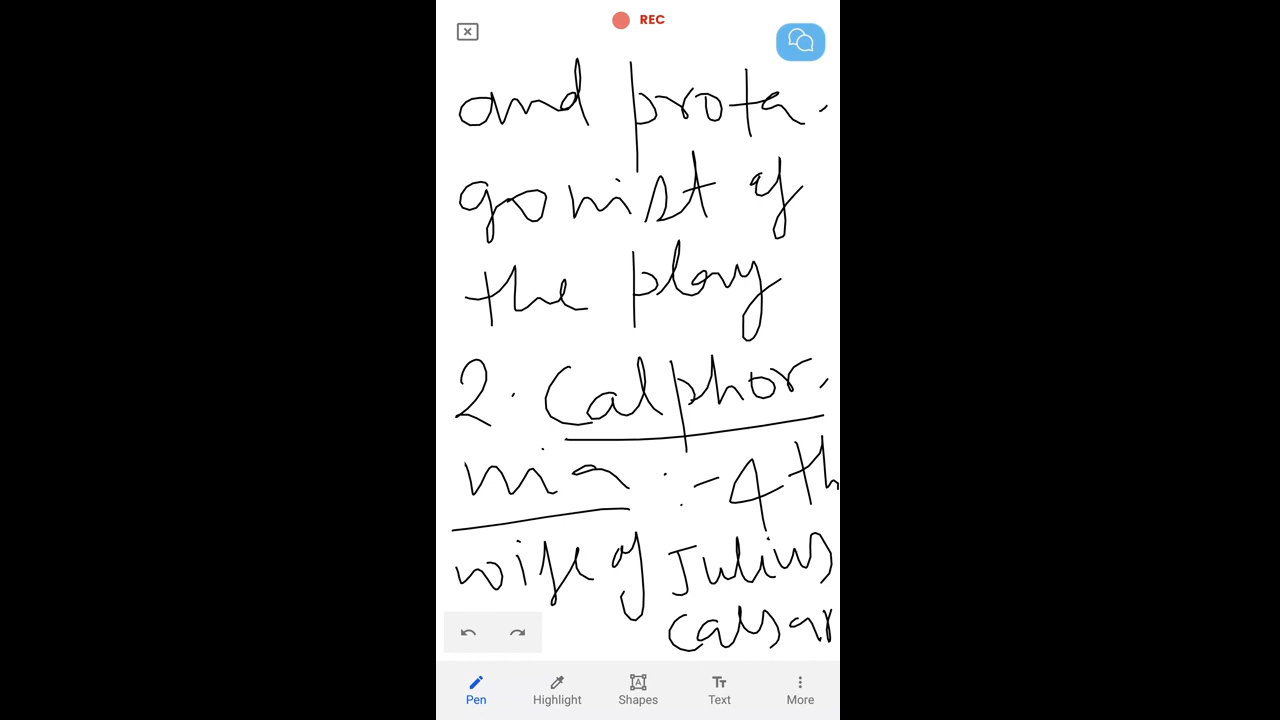 REC
and prota-
gonist of
the play
2. Calphor-
nia :- 4th
wife of Julius
Caesar
Pen Highlight Shapes Text More